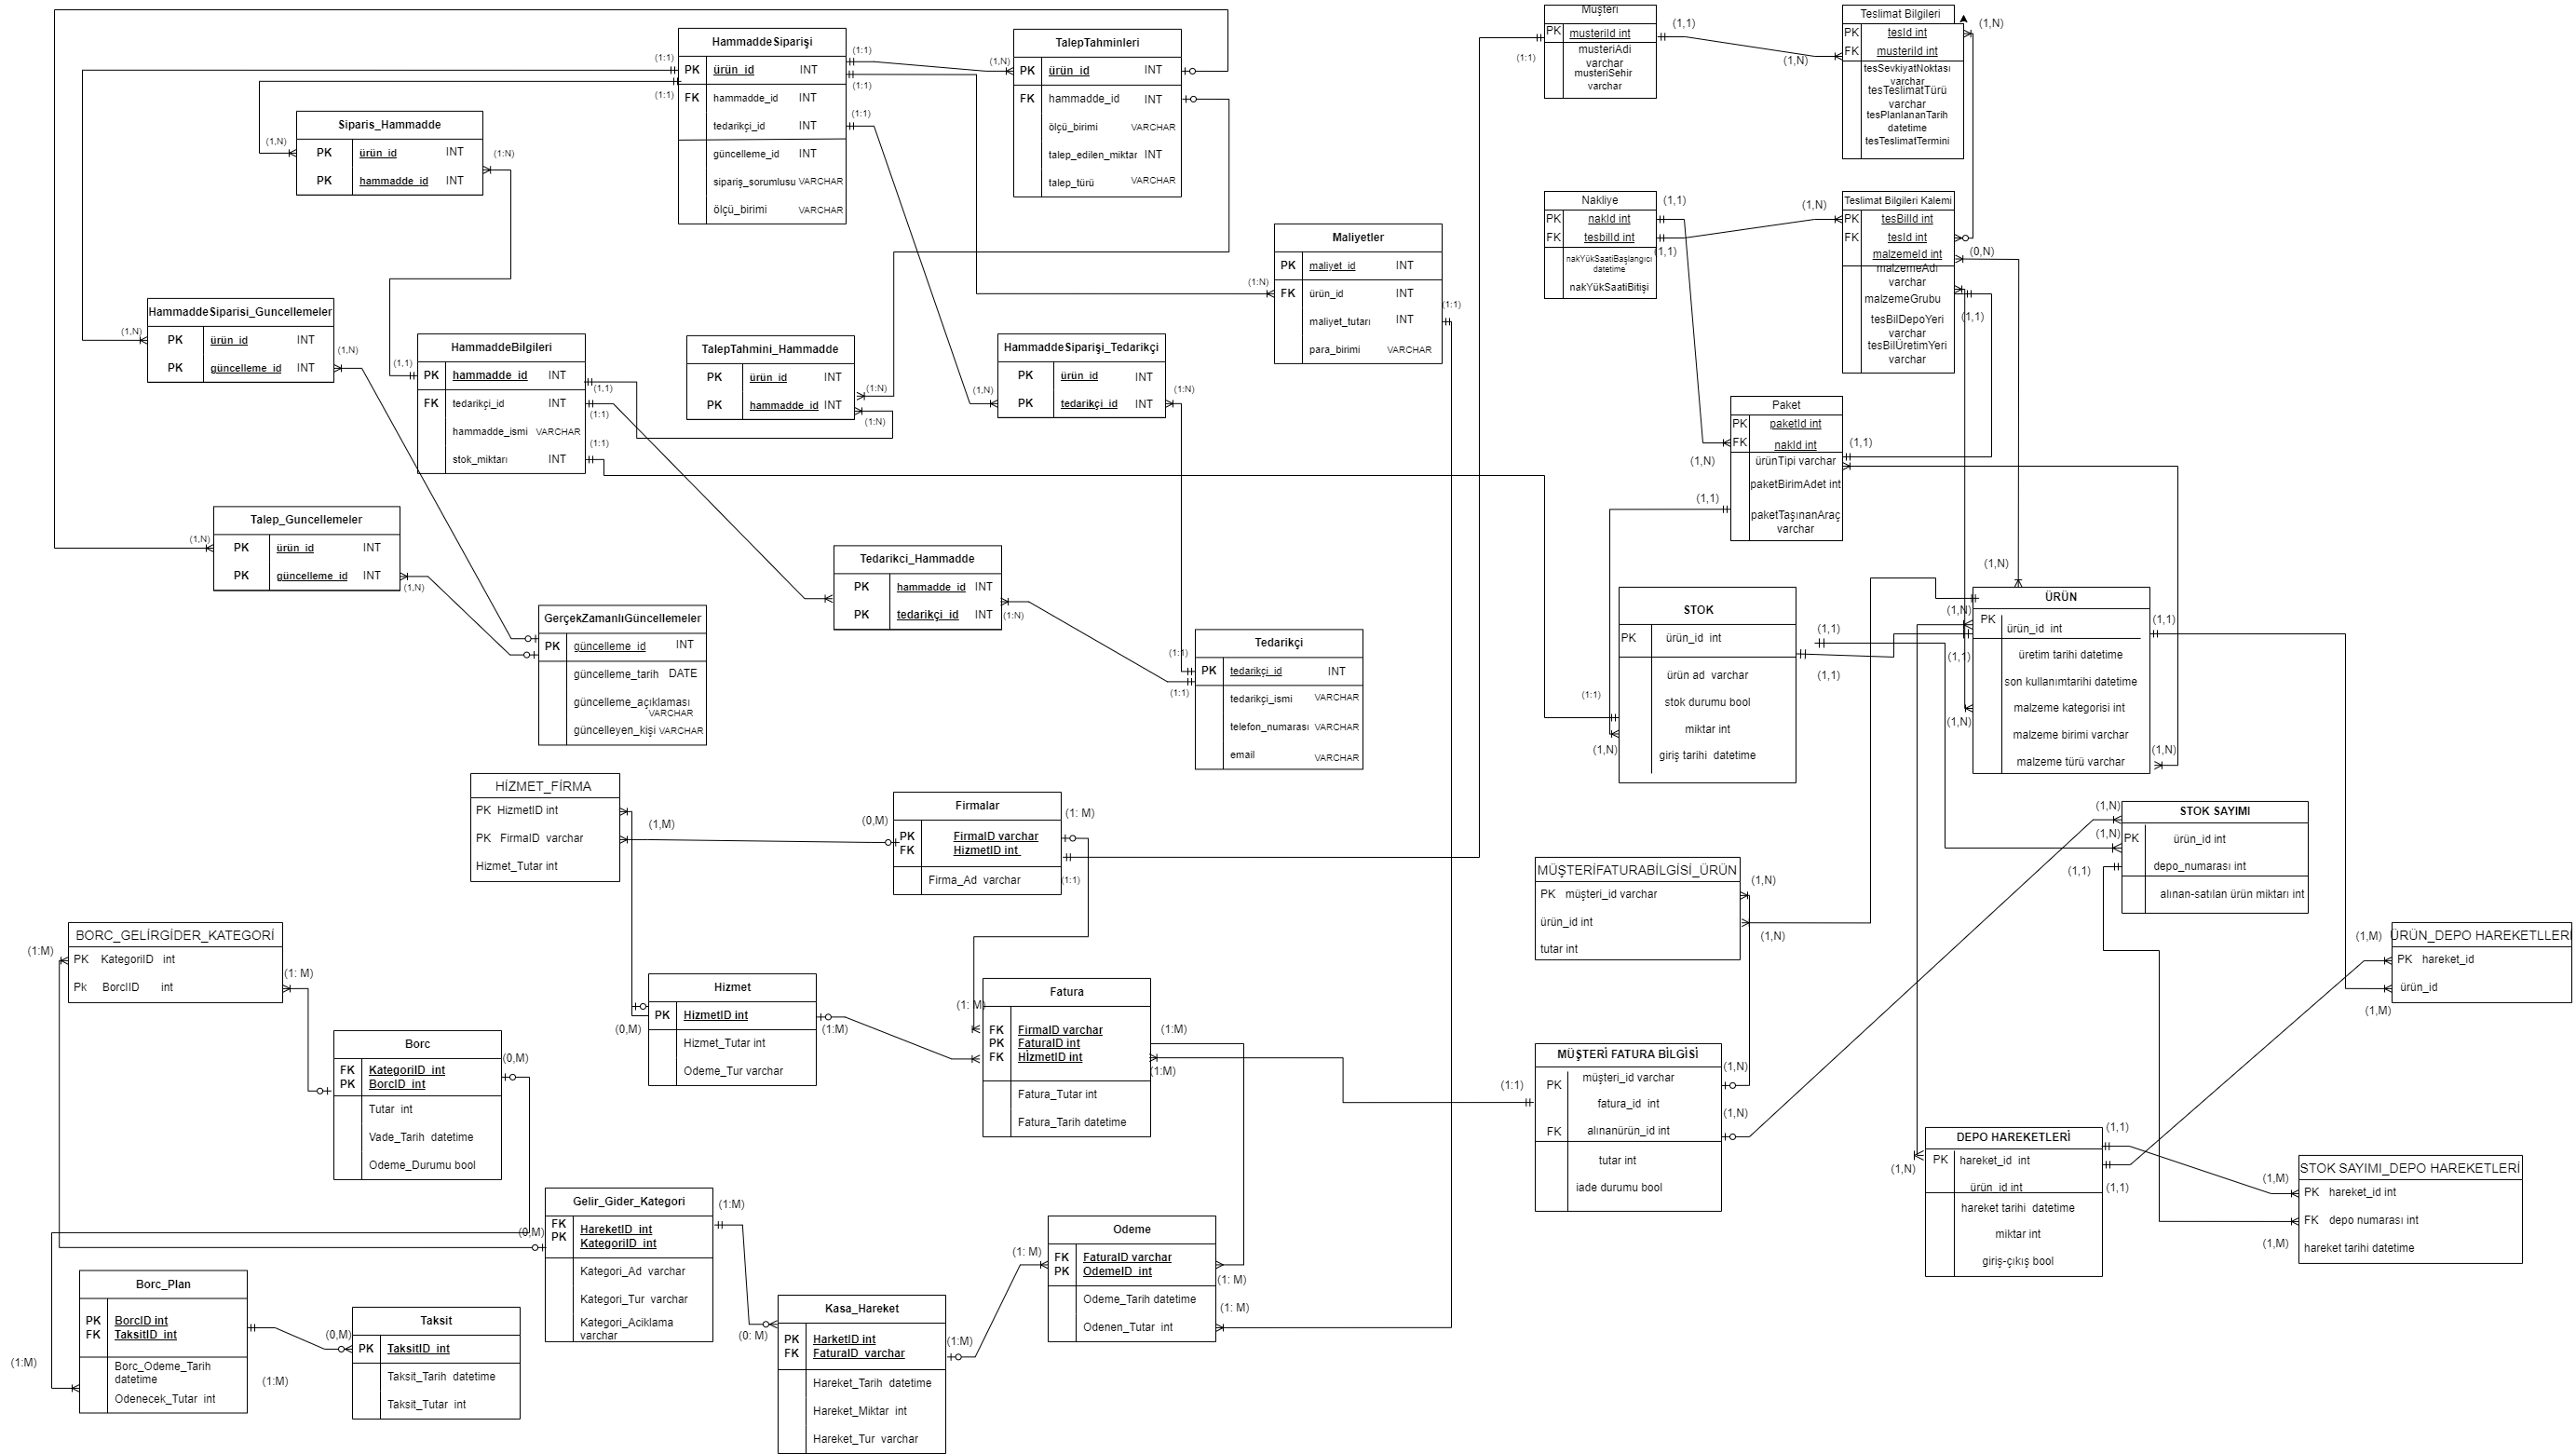 HammaddeSiparişi
PK ürün_id INT
FK hammadde_id INT
tedarikçi_id INT
güncelleme_id INT
sipariş_sorumlusu VARCHAR
ölçü_birimi VARCHAR
(1:1)
(1:1)
(1:1)
(1:1)
(1:1)
TalepTahminleri
(1,N)
PK ürün_id INT
FK hammadde_id INT
ölçü_birimi VARCHAR
talep_edilen_miktar INT
talep_türü VARCHAR
Siparis_Hammadde
(1,N)
PK ürün_id INT
PK hammadde_id INT
(1:N)
Maliyetler
PK maliyet_id INT
(1:N)
FK ürün_id INT
maliyet_tutarı INT
para_birimi VARCHAR
(1:1)
HammaddeSiparisi_Guncellemeler
(1,N)
PK ürün_id INT
PK güncelleme_id INT
(1,N)
HammaddeBilgileri
(1,1)
PK hammadde_id INT
FK tedarikçi_id INT
hammadde_ismi VARCHAR
stok_miktarı INT
(1,1)
(1:1)
(1:1)
TalepTahmini_Hammadde
PK ürün_id INT
PK hammadde_id INT
(1:N)
(1:N)
HammaddeSiparişi_Tedarikçi
PK ürün_id INT
PK tedarikçi_id INT
(1,N)
(1:N)
Talep_Guncellemeler
(1,N)
PK ürün_id INT
PK güncelleme_id INT
(1,N)
Tedarikci_Hammadde
PK hammadde_id INT
PK tedarikçi_id INT
(1:N)
GerçekZamanlıGüncellemeler
PK güncelleme_id INT
güncelleme_tarih DATE
güncelleme_açıklaması
VARCHAR
güncelleyen_kişi VARCHAR
Tedarikçi
(1:1)
PK tedarikçi_id INT
(1:1)
tedarikçi_ismi VARCHAR
telefon_numarası VARCHAR
email VARCHAR
Müşteri
PK musteriId int
musteriAdi
varchar
musteriSehir
varchar
(1,1)
(1:1)
Teslimat Bilgileri
PK tesId int
FK musteriId int
tesSevkiyatNoktası
varchar
tesTeslimatTürü
varchar
tesPlanlananTarih
datetime
tesTeslimatTermini
(1,N)
(1,N)
Nakliye
PK nakId int
FK tesbilId int
nakYükSaatiBaşlangıcı
datetime
nakYükSaatiBitişi
(1,1)
(1,1)
Teslimat Bilgileri Kalemi
PK tesBilId int
FK tesId int
malzemeId int
malzemeAdı
varchar
malzemeGrubu
tesBilDepoYeri
varchar
tesBilÜretimYeri
varchar
(1,N)
(0,N)
(1,1)
Paket
PK paketId int
FK nakId int
ürünTipi varchar
paketBirimAdet int
paketTaşınanAraç
varchar
(1,1)
(1,N)
(1,1)
STOK
PK ürün_id int
ürün ad varchar
stok durumu bool
miktar int
giriş tarihi datetime
(1:1)
(1,N)
(1,1)
(1,1)
ÜRÜN
PK
ürün_id int
üretim tarihi datetime
son kullanımtarihi datetime
malzeme kategorisi int
malzeme birimi varchar
malzeme türü varchar
(1,N)
(1,N)
(1,1)
(1,1)
(1,N)
(1,N)
HİZMET_FİRMA
PK HizmetID int
PK FirmaID varchar
Hizmet_Tutar int
(1,M)
Firmalar
(0,M)
PK FirmaID varchar
FK HizmetID int
Firma_Ad varchar
(1: M)
(1:1)
STOK SAYIMI
PK ürün_id int
depo_numarası int
alınan-satılan ürün miktarı int
(1,N)
(1,N)
(1,1)
MÜŞTERİFATURABİLGİSİ_ÜRÜN
PK müşteri_id varchar
ürün_id int
tutar int
(1,N)
(1,N)
ÜRÜN_DEPO HAREKETLLERİ
PK hareket_id
ürün_id
(1,M)
(1,M)
BORC_GELİRGİDER_KATEGORİ
PK KategoriID int
Pk BorcIID int
(1:M)
(1: M)
Hizmet
PK HizmetID int
Hizmet_Tutar int
Odeme_Tur varchar
(0,M)
(1:M)
Fatura
FK FirmaID varchar
PK FaturaID int
FK HİzmetID int
Fatura_Tutar int
Fatura_Tarih datetime
(1: M)
(1:M)
(1:M)
Borc
FK KategoriID int
PK BorcID int
Tutar int
Vade_Tarih datetime
Odeme_Durumu bool
(0,M)
MÜŞTERİ FATURA BİLGİSİ
PK müşteri_id varchar
fatura_id int
FK alınanürün_id int
tutar int
iade durumu bool
(1:1)
(1,N)
(1,N)
DEPO HAREKETLERİ
PK hareket_id int
ürün_id int
hareket tarihi datetime
miktar int
giriş-çıkış bool
(1,N)
(1,1)
(1,1)
STOK SAYIMI_DEPO HAREKETLERİ
PK hareket_id int
FK depo numarası int
hareket tarihi datetime
(1,M)
(1,M)
Gelir_Gider_Kategori
FK HareketID int
PK KategoriID int
Kategori_Ad varchar
Kategori_Tur varchar
Kategori_Aciklama
varchar
(0,M)
(1:M)
Odeme
FK FaturaID varchar
PK OdemeID int
Odeme_Tarih datetime
Odenen_Tutar int
(1: M)
(1: M)
(1: M)
Borc_Plan
PK BorcID int
FK TaksitID int
Borc_Odeme_Tarih
datetime
Odenecek_Tutar int
(1:M)
(1:M)
Taksit
(0,M)
PK TaksitID int
Taksit_Tarih datetime
Taksit_Tutar int
Kasa_Hareket
PK HarketID int
FK FaturaID varchar
Hareket_Tarih datetime
Hareket_Miktar int
Hareket_Tur varchar
(0: M)
(1:M)